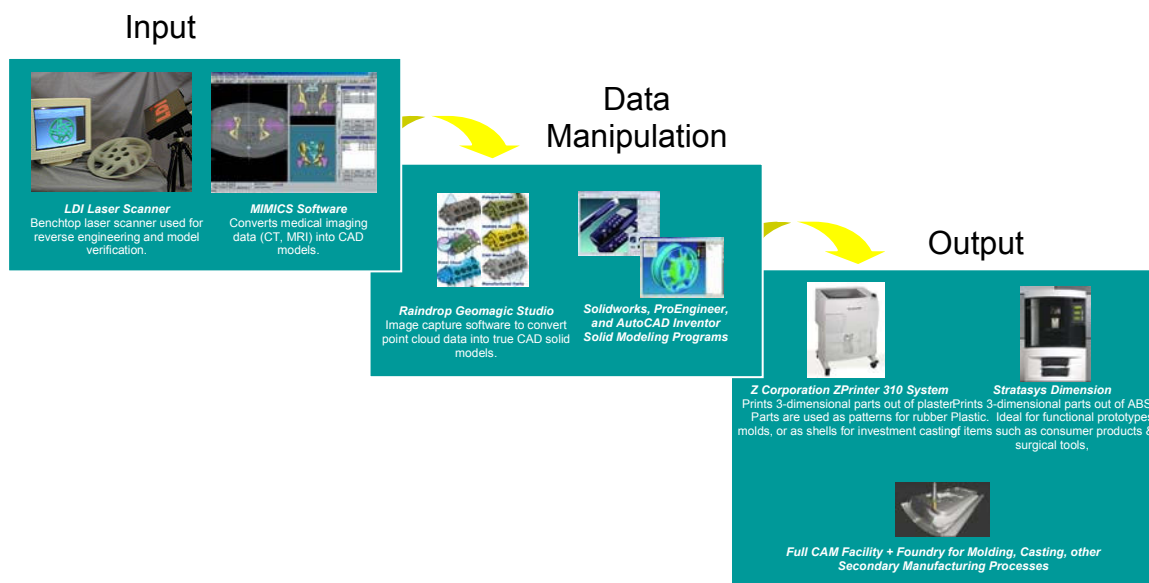 Input
LDI Laser Scanner
Benchtop laser scanner used for
reverse engineering and model
verification.
MIMICS Software
Converts medical imaging
data (CT, MRI) into CAD
models.
Data
Manipulation
Raindrop Geomagic Studio
Image capture software to convert
point cloud data into true CAD solid
models.
Solidworks, ProEngineer,
and AutoCAD Inventor
Solid Modeling Programs
Output
Z Corporation ZPrinter 310 System
Prints 3-dimensional parts out of plaster
Parts are used as patterns for rubber
molds, or as shells for investment casting
Stratasys Dimension
Prints 3-dimensional parts out of ABS
Plastic. Ideal for functional prototypes
of items such as consumer products &
surgical tools,
Full CAM Facility + Foundry for Molding, Casting, other
Secondary Manufacturing Processes